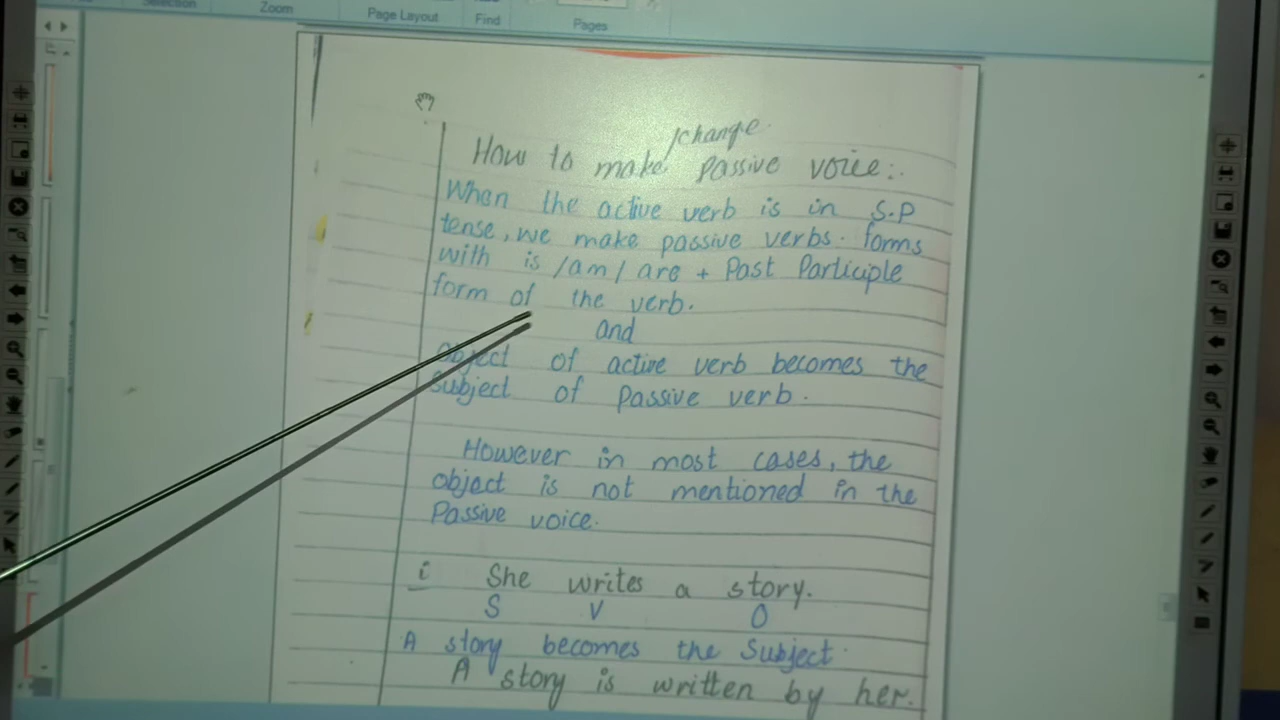 Selection
Zoom
Page Layout
Find
Pages
/change
How to make Passive voice:.
When the active verb is in S.P
tense, we make passive verbs. forms
with is /am/ are + Past Participle
form of the verb.
and
object of active verb becomes the
Subject of Passive verb.
However in most cases, the
object is not mentioned in the
Passive voice.
i She writes a story.
S V O
A story becomes the Subject.
A story is written by her.